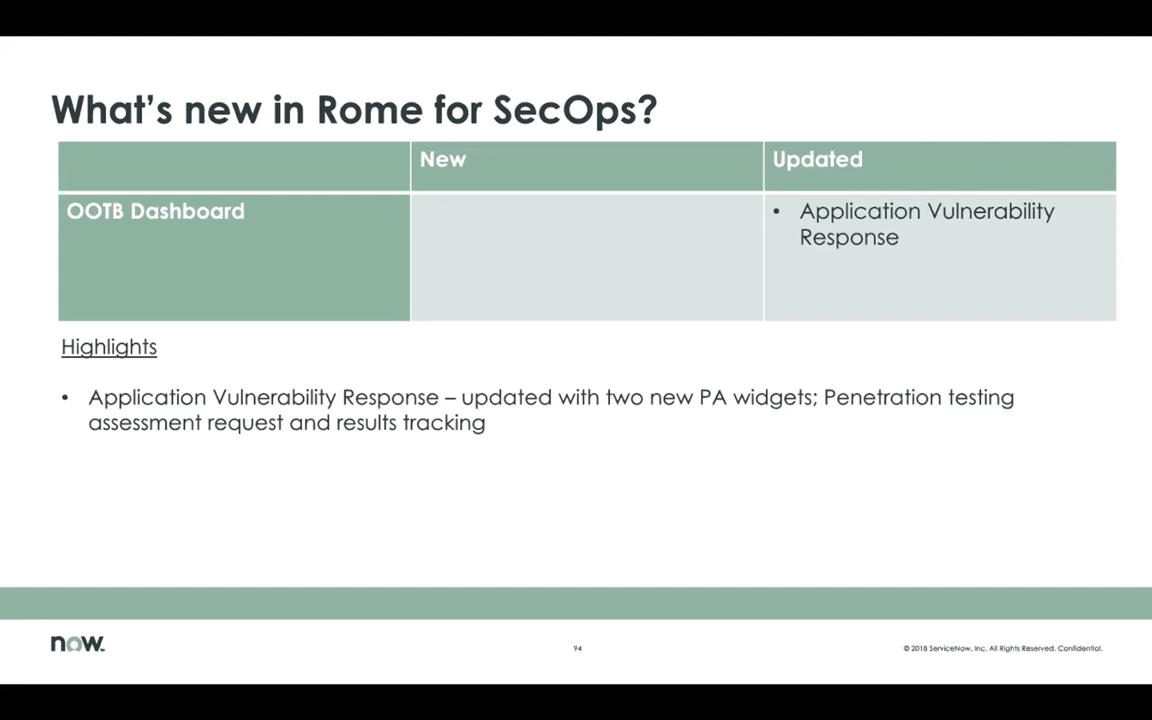 What's new in Rome for SecOps?
New
Updated
OOTB Dashboard
• Application Vulnerability
Response
Highlights
• Application Vulnerability Response – updated with two new PA widgets; Penetration testing
assessment request and results tracking
now.
94
© 2018 ServiceNow, Inc. All Rights Reserved. Confidential.